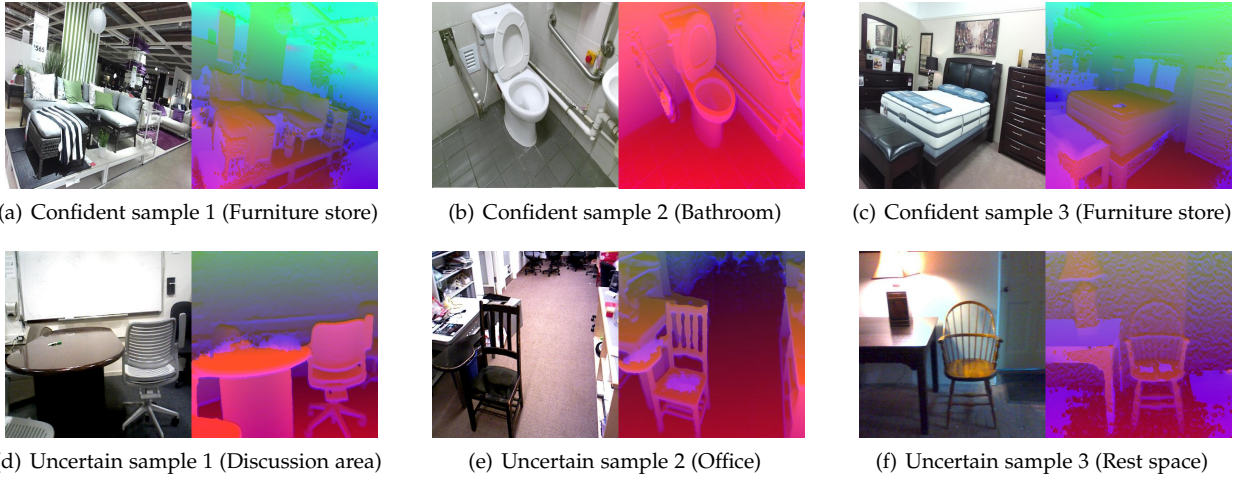 (a) Confident sample 1 (Furniture store)
(b) Confident sample 2 (Bathroom)
(c) Confident sample 3 (Furniture store)
(d) Uncertain sample 1 (Discussion area)
(e) Uncertain sample 2 (Office)
(f) Uncertain sample 3 (Rest space)